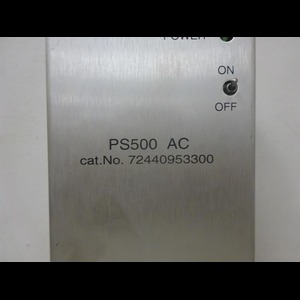 POWER
ON
OFF
PS500 AC
cat.No. 72440953300